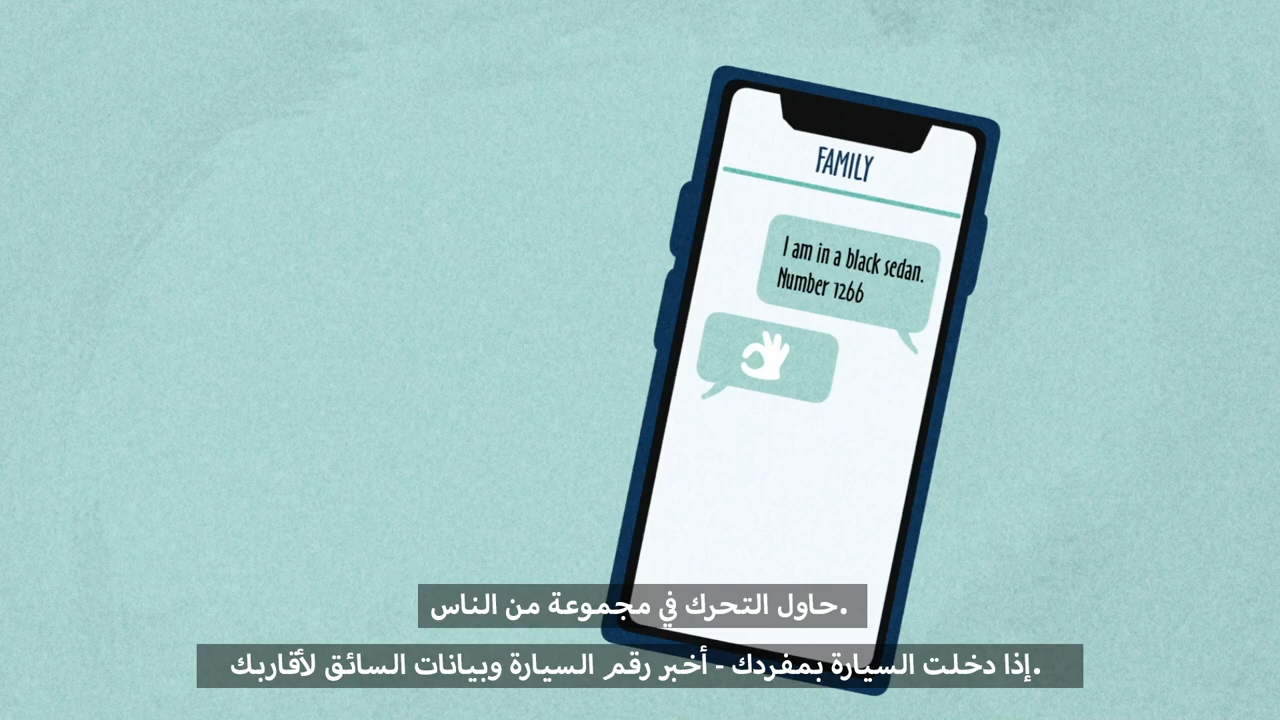 FAMILY
I am in a black sedan.
Number 1266
حاول التحرك في مجموعة من الناس.
إذا دخلت السيارة بمفردك - أخبر رقم السيارة وبيانات السائق لأقاربك.